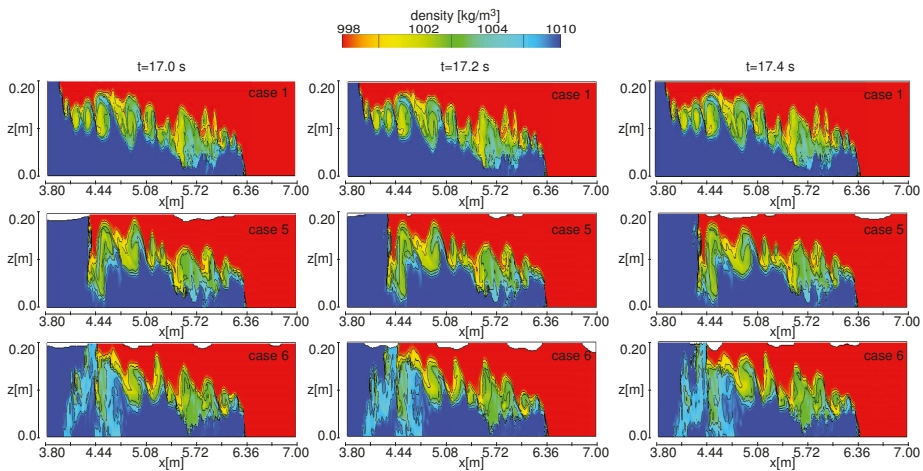 density [kg/m³]
998 1002 1004 1010
t=17.0 s t=17.2 s t=17.4 s
0.20 case 1 0.20 case 1 0.20 case 1
z[m] z[m] z[m]
0.0 0.0 0.0
3.80 4.44 5.08 5.72 6.36 7.00 3.80 4.44 5.08 5.72 6.36 7.00 3.80 4.44 5.08 5.72 6.36 7.00
x[m] x[m] x[m]
0.20 case 5 0.20 case 5 0.20 case 5
z[m] z[m] z[m]
0.0 0.0 0.0
3.80 4.44 5.08 5.72 6.36 7.00 3.80 4.44 5.08 5.72 6.36 7.00 3.80 4.44 5.08 5.72 6.36 7.00
x[m] x[m] x[m]
0.20 case 6 0.20 case 6 0.20 case 6
z[m] z[m] z[m]
0.0 0.0 0.0
3.80 4.44 5.08 5.72 6.36 7.00 3.80 4.44 5.08 5.72 6.36 7.00 3.80 4.44 5.08 5.72 6.36 7.00
x[m] x[m] x[m]